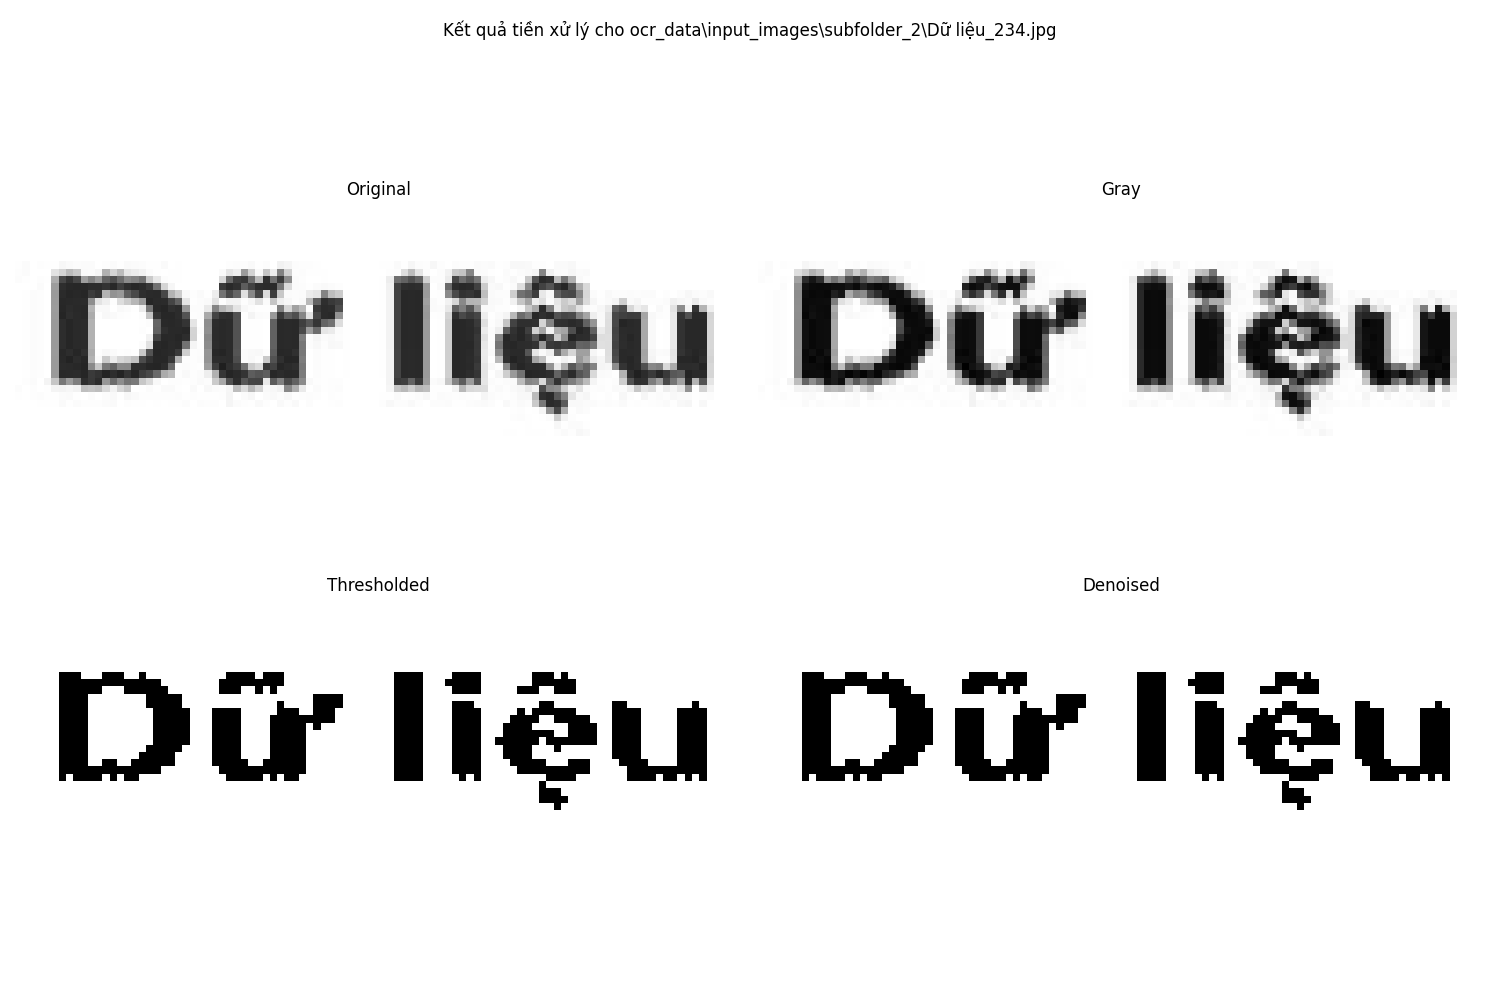 Kết quả tiền xử lý cho ocr_data\input_images\subfolder_2\Dữ liệu_234.jpg
Original
Gray
Dữ liệu
Dữ liệu
Thresholded
Denoised
Dữ liệu
Dữ liệu